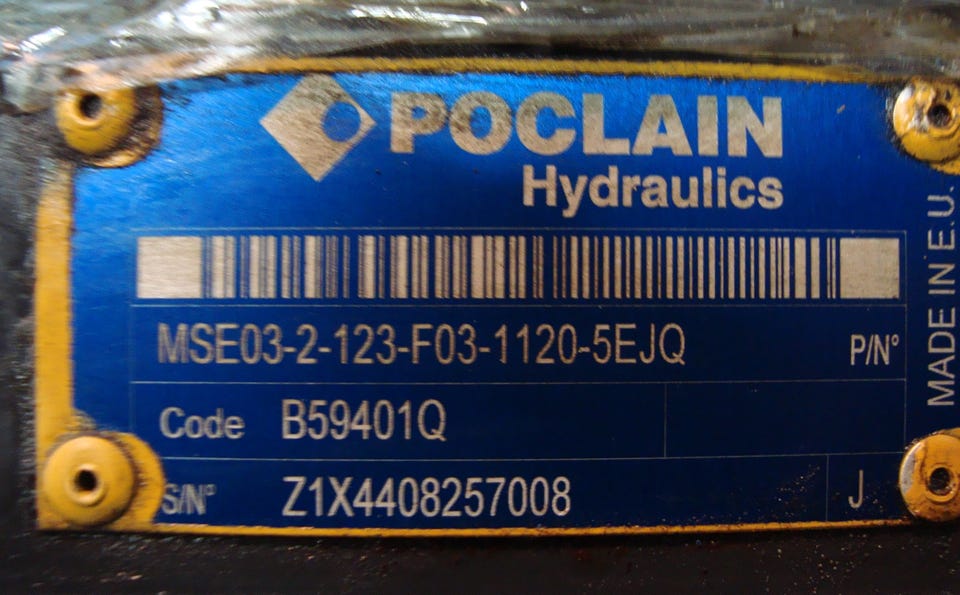 POCLAIN
Hydraulics
MADE IN E.U.
MSE03-2-123-F03-1120-5EJQ P/N°
Code B59401Q
S/N° Z1X4408257008 J